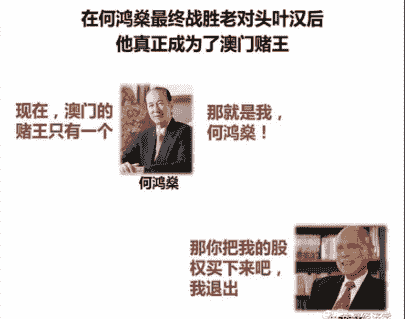 在何鸿燊最终战胜老对头叶汉后
他真正成为了澳门赌王
现在，澳门的
赌王只有一个
那就是我，
何鸿燊！
何鸿燊
那你把我的股
权买下来吧，
我退出